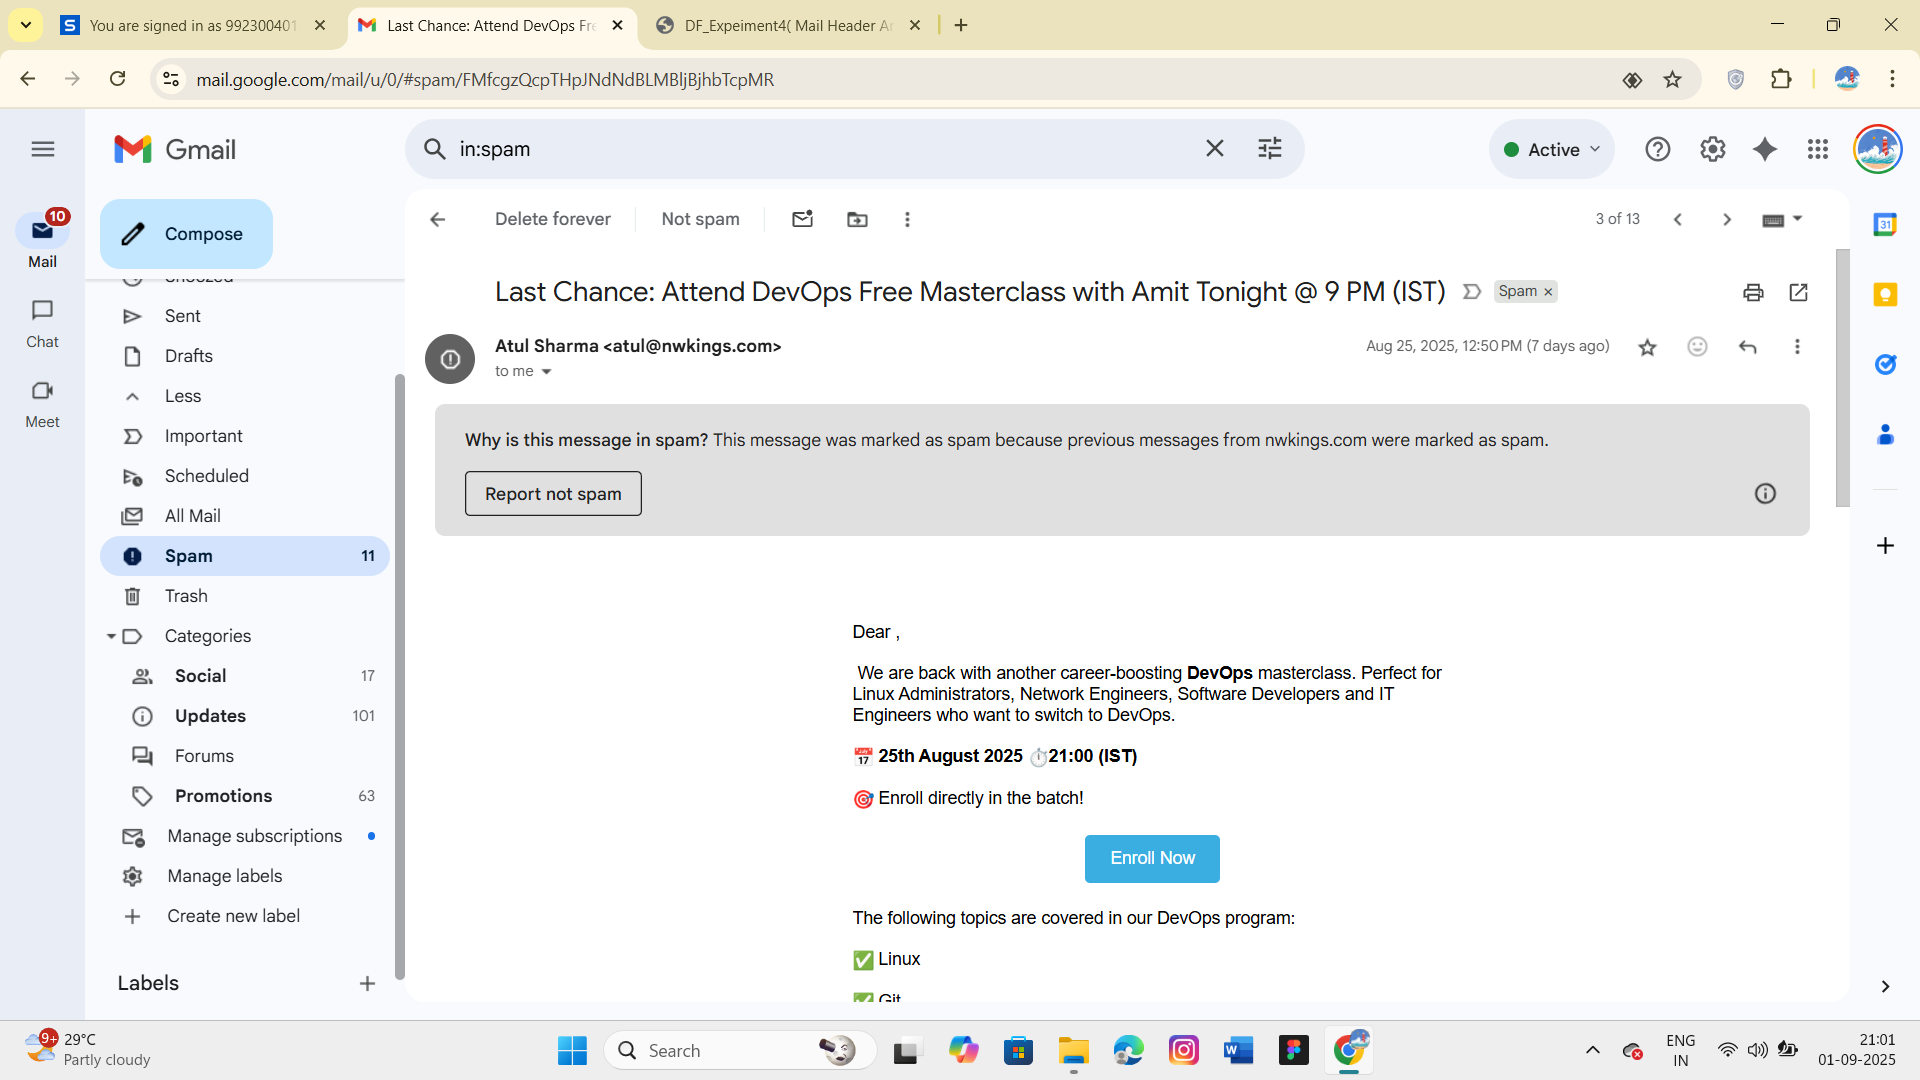 You are signed in as 992300401
Last Chance: Attend DevOps Fre
DF_Expeiment4( Mail Header An
mail.google.com/mail/u/0/#spam/FMfcgzQcpTHpJNdNdBLMBljBjhbTcpMR
Gmail
in:spam
Active
10
Mail
Chat
Meet
Compose
Snoozed
Sent
Drafts
Less
Important
Scheduled
All Mail
Spam 11
Trash
Categories
Social 17
Updates 101
Forums
Promotions 63
Manage subscriptions
Manage labels
Create new label
Labels
Delete forever
Not spam
3 of 13
Last Chance: Attend DevOps Free Masterclass with Amit Tonight @ 9 PM (IST)
Spam ×
Atul Sharma <atul@nwkings.com>
Aug 25, 2025, 12:50 PM (7 days ago)
to me
Why is this message in spam? This message was marked as spam because previous messages from nwkings.com were marked as spam.
Report not spam
Dear ,
We are back with another career-boosting DevOps masterclass. Perfect for
Linux Administrators, Network Engineers, Software Developers and IT
Engineers who want to switch to DevOps.
📅 25th August 2025 ⏱️21:00 (IST)
🎯 Enroll directly in the batch!
Enroll Now
The following topics are covered in our DevOps program:
✅ Linux
✅ Git
31
9+
29°C
Partly cloudy
Search
ENG
IN
21:01
01-09-2025